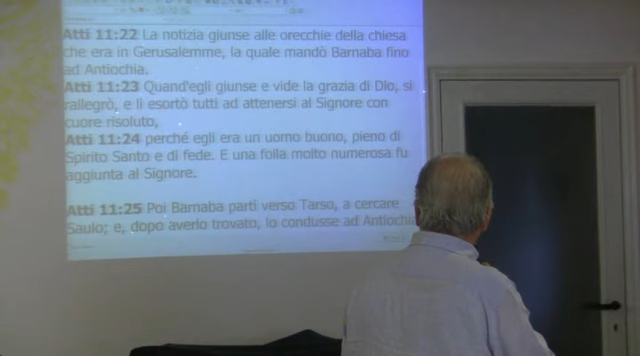 Atti 11:22 La notizia giunse alle orecchie della chiesa
che era in Gerusalemme, la quale mandò Barnaba fino
ad Antiochia.
Atti 11:23 Quand'egli giunse e vide la grazia di Dio, si
rallegrò, e li esortò tutti ad attenersi al Signore con
cuore risoluto,
Atti 11:24 perché egli era un uomo buono, pieno di
Spirito Santo e di fede. E una folla molto numerosa fu
aggiunta al Signore.
Atti 11:25 Poi Barnaba partì verso Tarso, a cercare
Saulo; e, dopo averlo trovato, lo condusse ad Antiochia